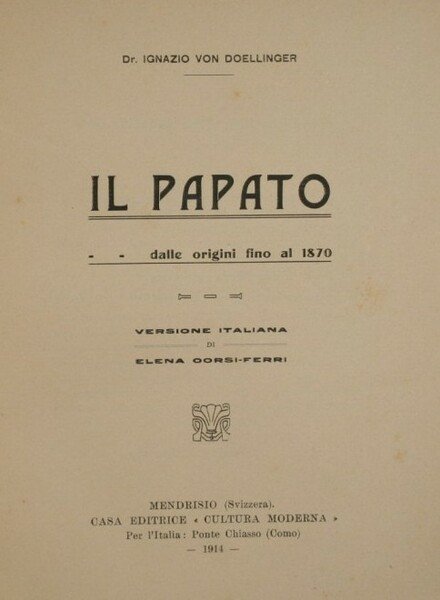 Dr. IGNAZIO VON DOELLINGER
IL PAPATO
- - dalle origini fino al 1870
VERSIONE ITALIANA
DI
ELENA CORSI-FERRI
MENDRISIO (Svizzera).
CASA EDITRICE « CULTURA MODERNA »
Per l'Italia: Ponte Chiasso (Como)
— 1914 —